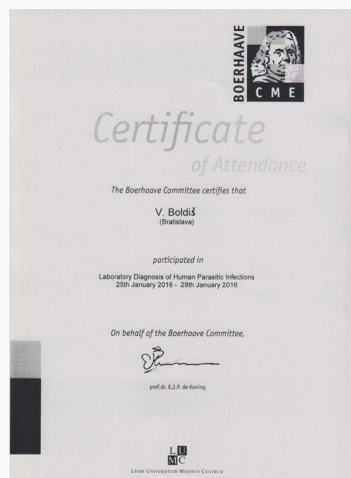 BOERHAAVE
CME
Certificate
of Attendance
The Boerhaave Committee certifies that
V. Boldiš
(Bratislava)
participated in
Laboratory Diagnosis of Human Parasitic Infections
25th January 2016 - 29th January 2016
On behalf of the Boerhaave Committee,
prof.dr. E.J.P. de Koning
LU
MC
LEIDS UNIVERSITAIR MEDISCH CENTRUM